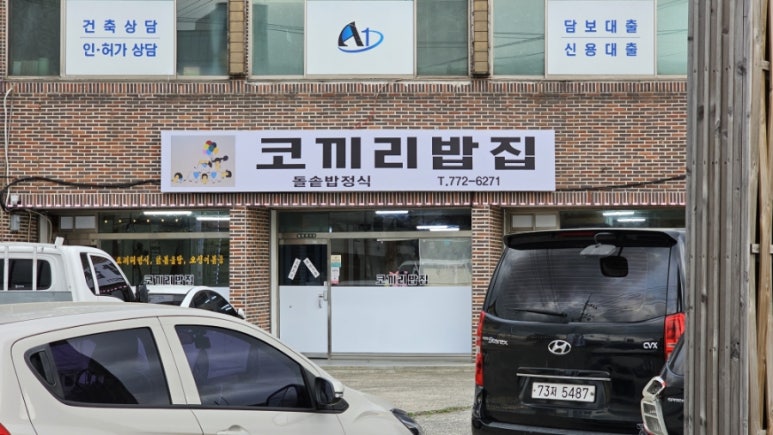 건축상담
인·허가 상담
A1
담보대출
신용대출
코끼리밥집
돌솥밥정식
T.772-6271
코끼리밥집
코끼리밥집
CVX
73저 5487